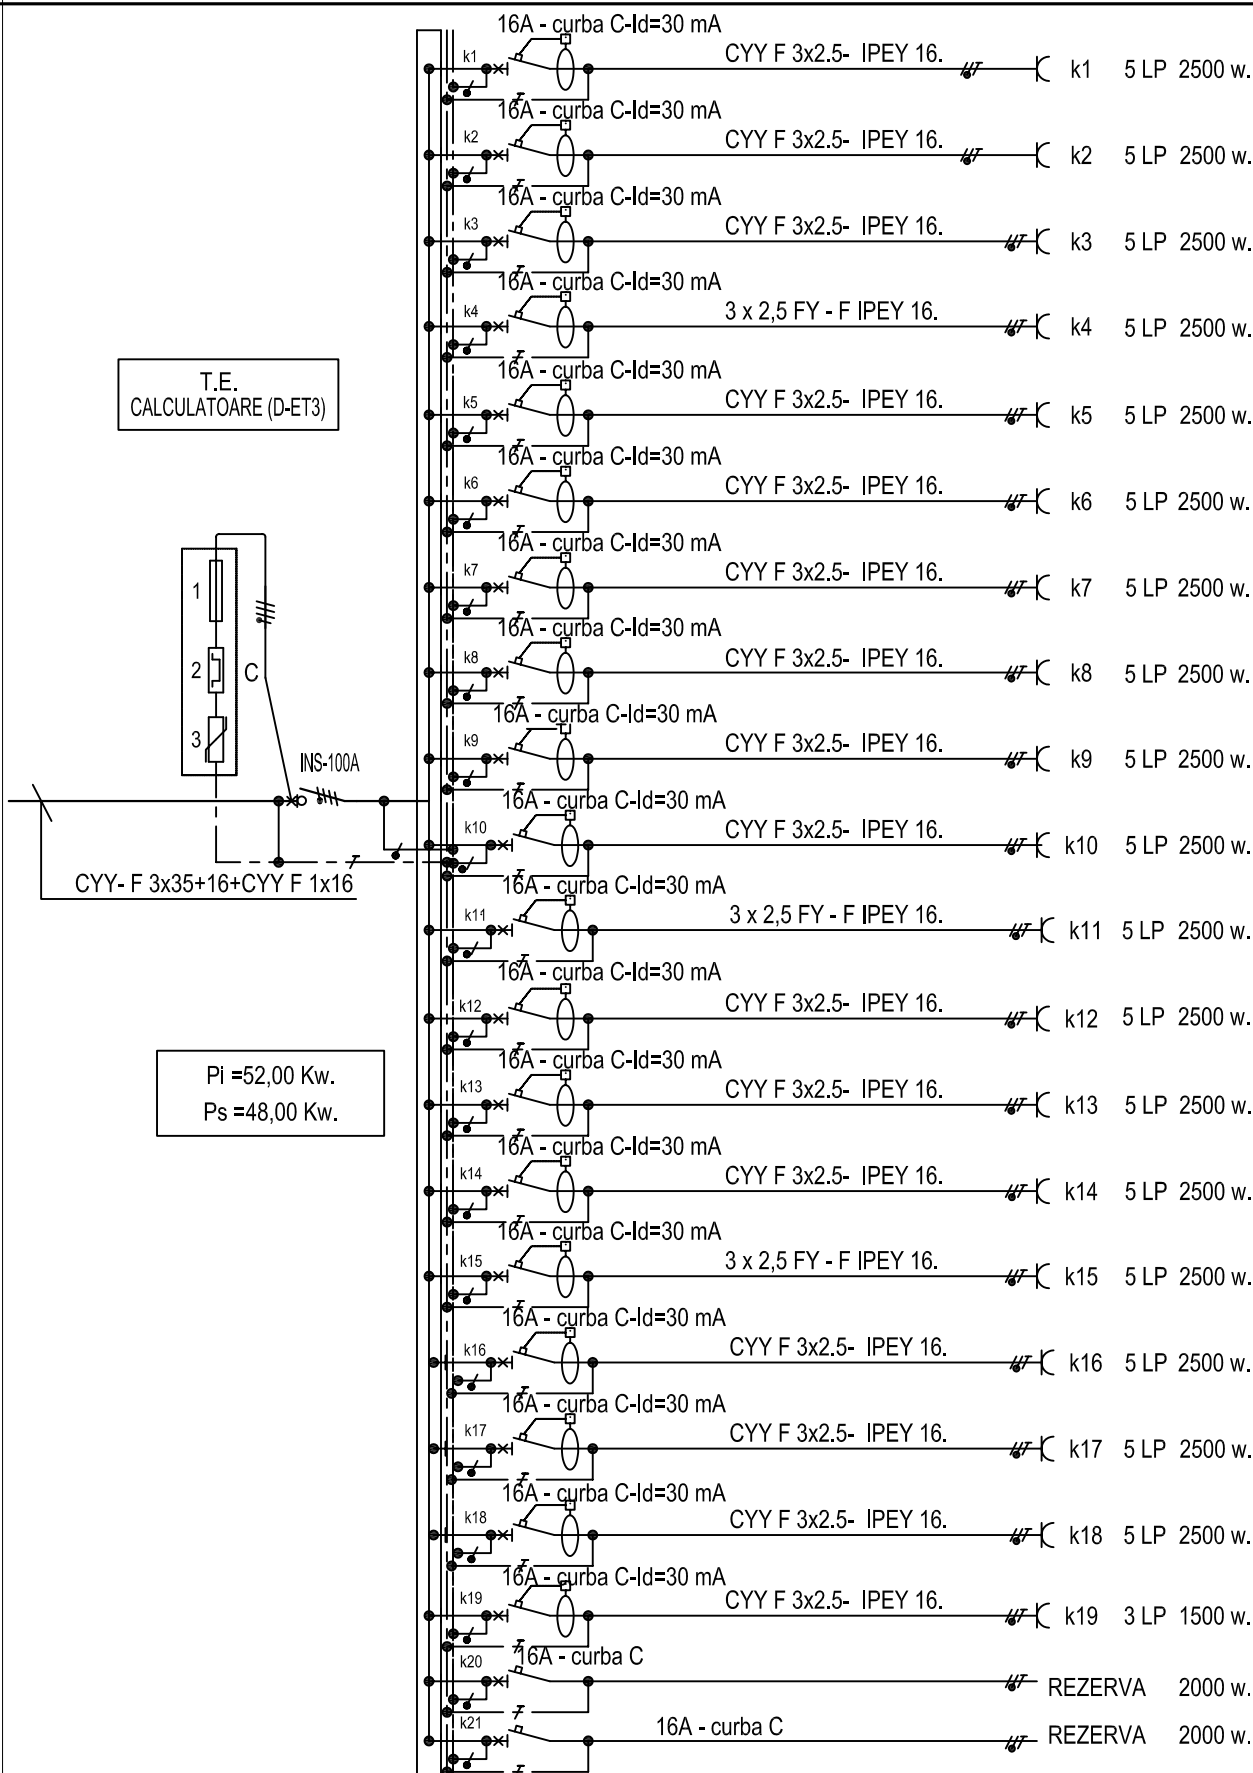 16A - curba C-Id=30 mA
k1 CYY F 3x2.5- IPEY 16. k1 5 LP 2500 w.
16A - curba C-Id=30 mA
k2 CYY F 3x2.5- IPEY 16. k2 5 LP 2500 w.
16A - curba C-Id=30 mA
k3 CYY F 3x2.5- IPEY 16. k3 5 LP 2500 w.
16A - curba C-Id=30 mA
k4 3 x 2,5 FY - F IPEY 16. k4 5 LP 2500 w.
T.E.
CALCULATOARE (D-ET3)
16A - curba C-Id=30 mA
k5 CYY F 3x2.5- IPEY 16. k5 5 LP 2500 w.
16A - curba C-Id=30 mA
k6 CYY F 3x2.5- IPEY 16. k6 5 LP 2500 w.
16A - curba C-Id=30 mA
k7 CYY F 3x2.5- IPEY 16. k7 5 LP 2500 w.
1
2
3
C
INS-100A
16A - curba C-Id=30 mA
k8 CYY F 3x2.5- IPEY 16. k8 5 LP 2500 w.
16A - curba C-Id=30 mA
k9 CYY F 3x2.5- IPEY 16. k9 5 LP 2500 w.
16A - curba C-Id=30 mA
k10 CYY F 3x2.5- IPEY 16. k10 5 LP 2500 w.
CYY- F 3x35+16+CYY F 1x16
16A - curba C-Id=30 mA
k11 3 x 2,5 FY - F IPEY 16. k11 5 LP 2500 w.
16A - curba C-Id=30 mA
k12 CYY F 3x2.5- IPEY 16. k12 5 LP 2500 w.
Pi =52,00 Kw.
Ps =48,00 Kw.
16A - curba C-Id=30 mA
k13 CYY F 3x2.5- IPEY 16. k13 5 LP 2500 w.
16A - curba C-Id=30 mA
k14 CYY F 3x2.5- IPEY 16. k14 5 LP 2500 w.
16A - curba C-Id=30 mA
k15 3 x 2,5 FY - F IPEY 16. k15 5 LP 2500 w.
16A - curba C-Id=30 mA
k16 CYY F 3x2.5- IPEY 16. k16 5 LP 2500 w.
16A - curba C-Id=30 mA
k17 CYY F 3x2.5- IPEY 16. k17 5 LP 2500 w.
16A - curba C-Id=30 mA
k18 CYY F 3x2.5- IPEY 16. k18 5 LP 2500 w.
16A - curba C-Id=30 mA
k19 CYY F 3x2.5- IPEY 16. k19 3 LP 1500 w.
16A - curba C
k20 REZERVA 2000 w.
k21 16A - curba C REZERVA 2000 w.